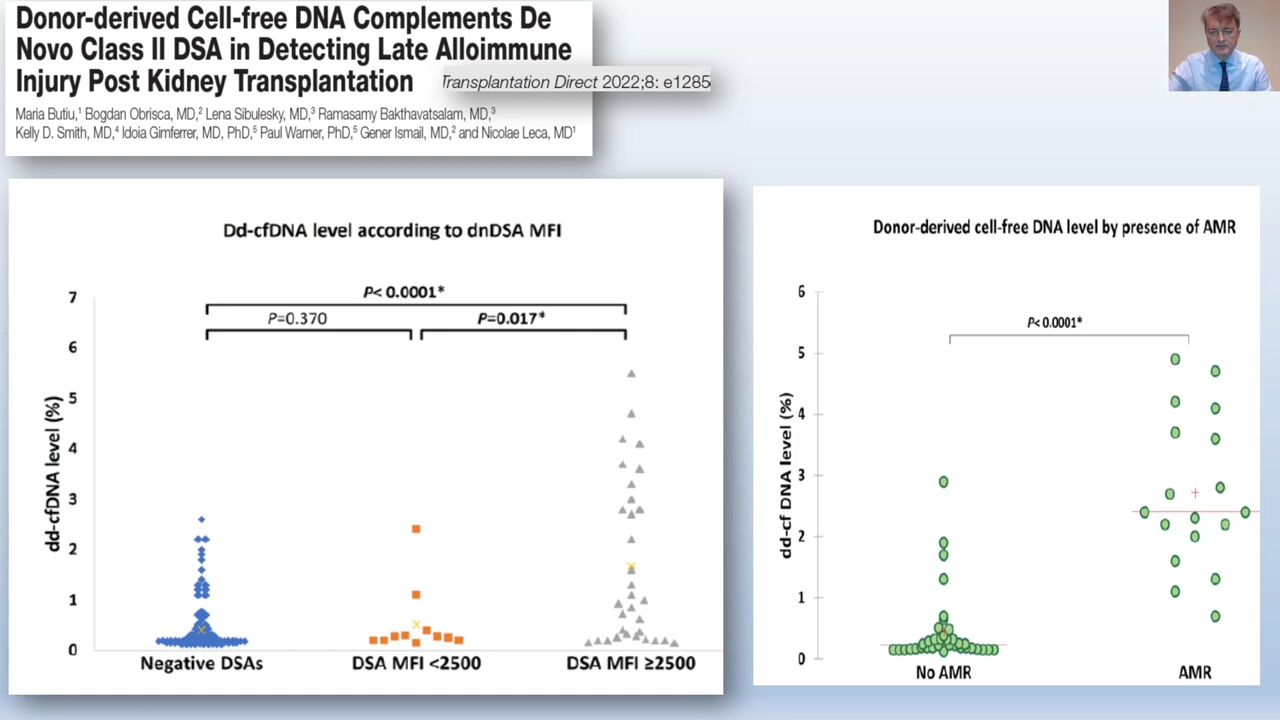 Donor-derived Cell-free DNA Complements De
Novo Class II DSA in Detecting Late Alloimmune
Injury Post Kidney Transplantation
Transplantation Direct 2022;8: e1285
Maria Butiu,¹ Bogdan Obrisca, MD,² Lena Sibulesky, MD,³ Ramasamy Bakthavatsalam, MD,³
Kelly D. Smith, MD,⁴ Idoia Gimferrer, MD, PhD,⁵ Paul Warner, PhD,⁵ Gener Ismail, MD,² and Nicolae Leca, MD¹
Dd-cfDNA level according to dnDSA MFI
P< 0.0001*
P=0.370
P=0.017*
dd-cfDNA level (%)
7
6
5
4
3
2
1
0
Negative DSAs
DSA MFI <2500
DSA MFI ≥2500
Donor-derived cell-free DNA level by presence of AMR
P< 0.0001*
dd-cf DNA level (%)
6
5
4
3
2
1
0
No AMR
AMR